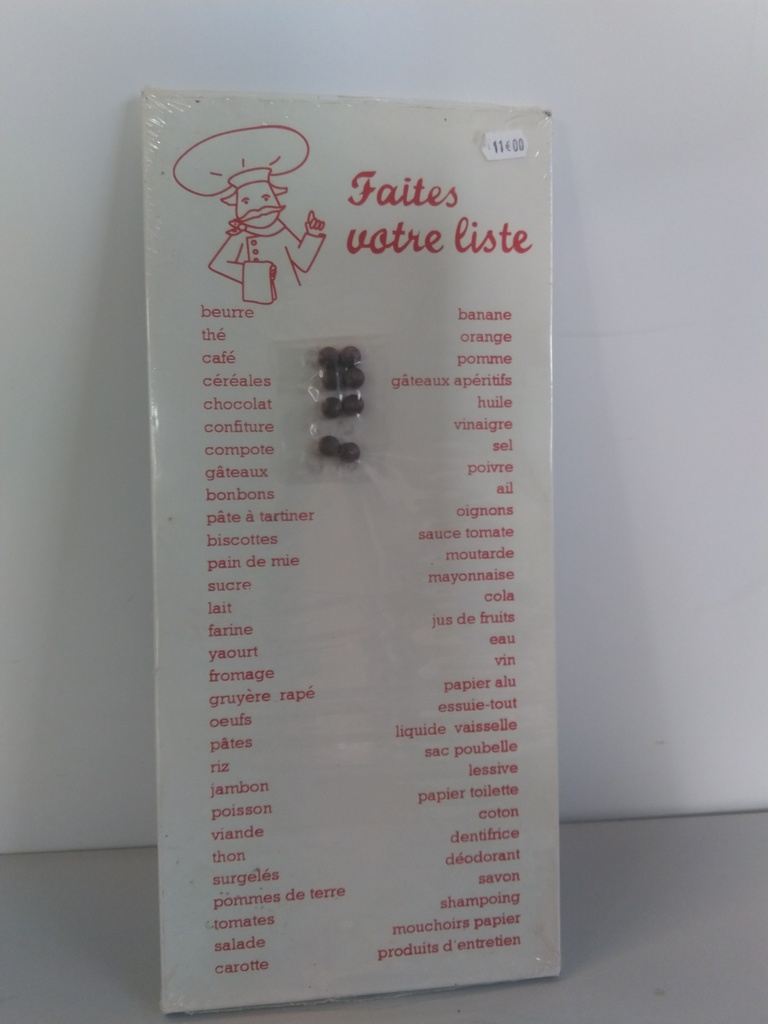 11€00
Faites
votre liste
beurre
thé
café
céréales
chocolat
confiture
compote
gâteaux
bonbons
pâte à tartiner
biscottes
pain de mie
sucre
lait
farine
yaourt
fromage
gruyère rapé
oeufs
pâtes
riz
jambon
poisson
viande
thon
surgelés
pommes de terre
tomates
salade
carotte
banane
orange
pomme
gâteaux apéritifs
huile
vinaigre
sel
poivre
ail
oignons
sauce tomate
moutarde
mayonnaise
cola
jus de fruits
eau
vin
papier alu
essuie-tout
liquide vaisselle
sac poubelle
lessive
papier toilette
coton
dentifrice
déodorant
savon
shampoing
mouchoirs papier
produits d'entretien